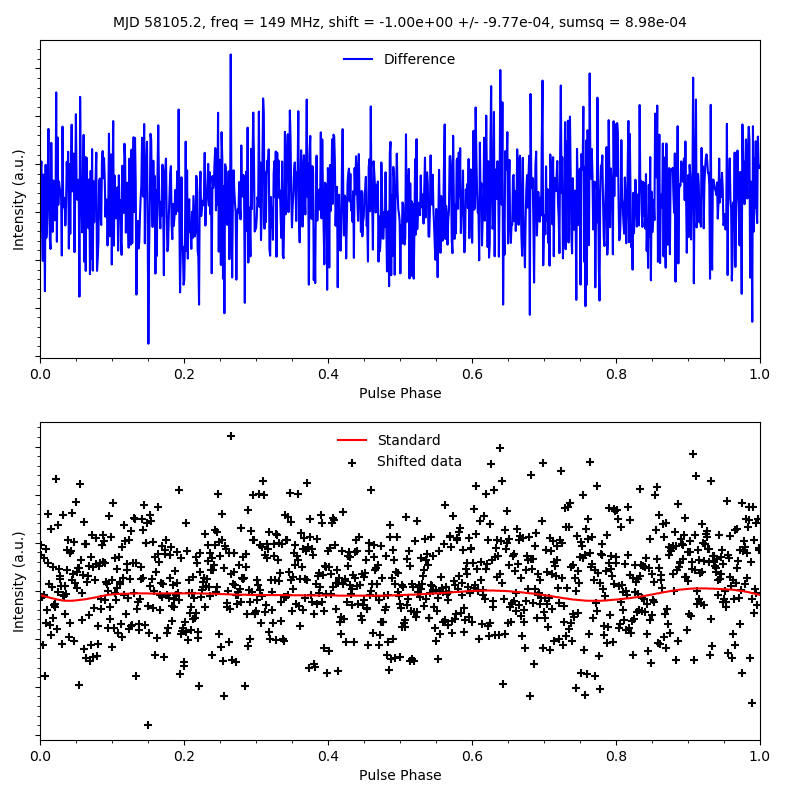 MJD 58105.2, freq = 149 MHz, shift = -1.00e+00 +/- -9.77e-04, sumsq = 8.98e-04
Difference
Intensity (a.u.)
0.0 0.2 0.4 0.6 0.8 1.0
Pulse Phase
Standard
Shifted data
Intensity (a.u.)
0.0 0.2 0.4 0.6 0.8 1.0
Pulse Phase